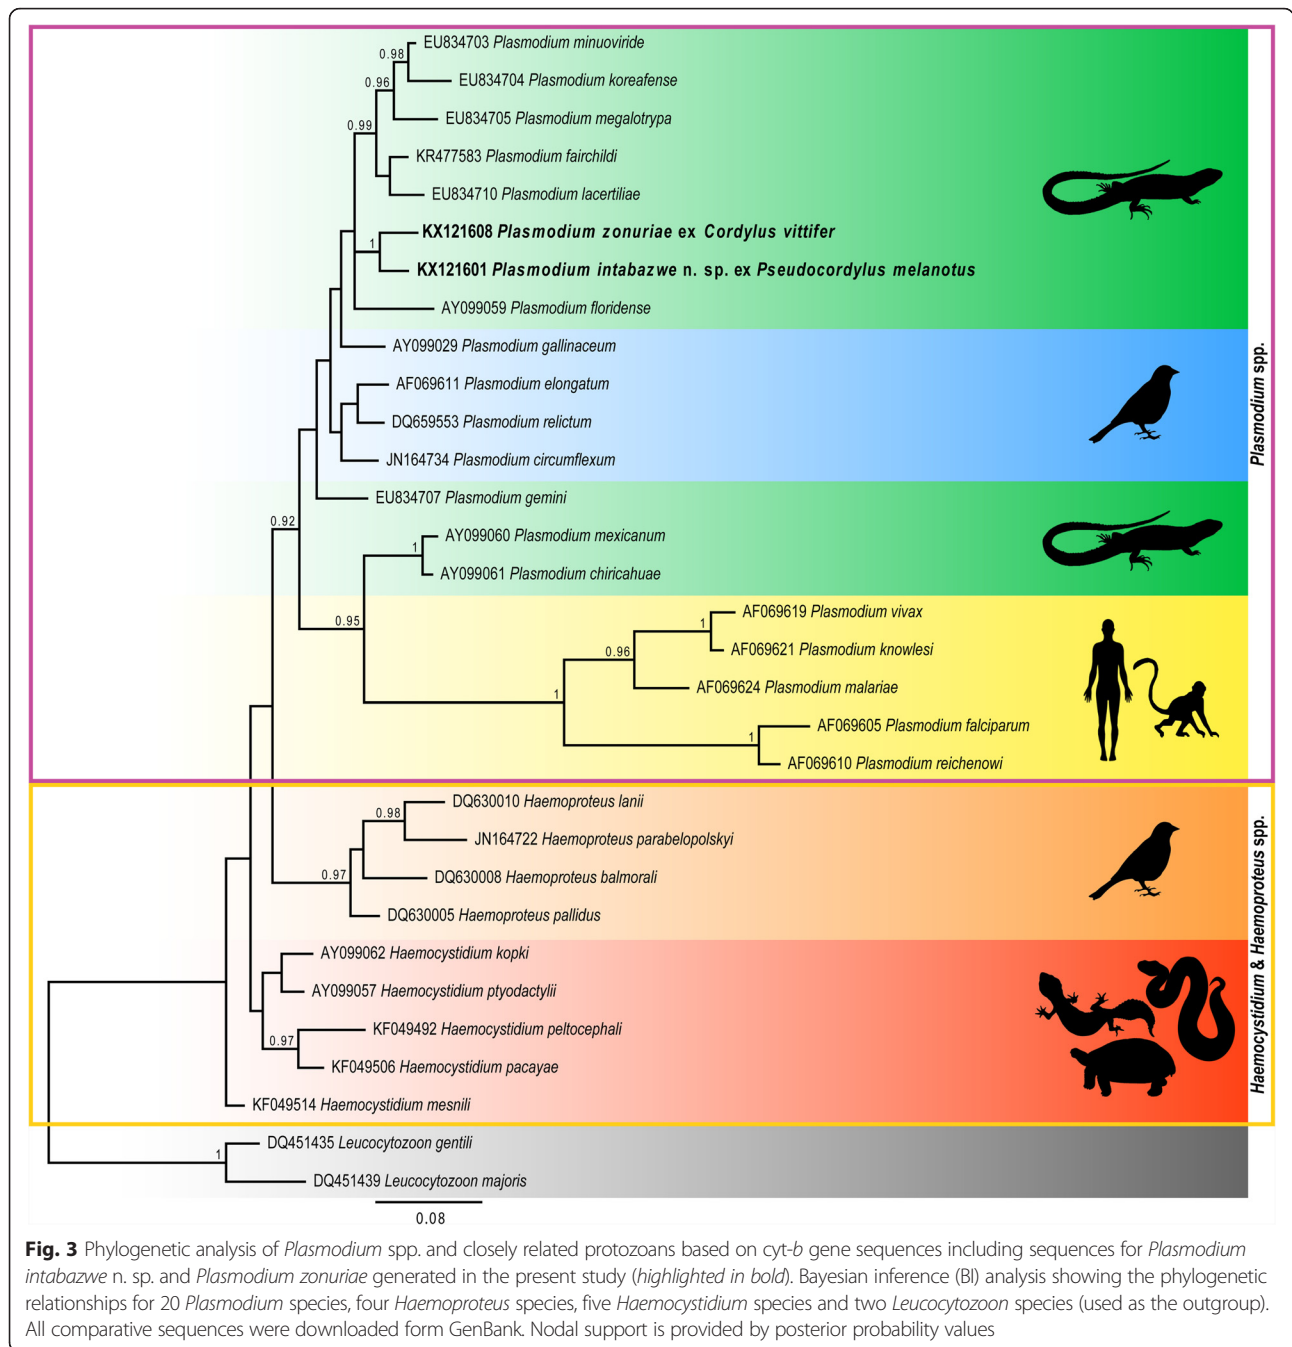 0.98
EU834703 Plasmodium minuoviride
0.96
EU834704 Plasmodium koreafense
0.99
EU834705 Plasmodium megalotrypa
KR477583 Plasmodium fairchildi
EU834710 Plasmodium lacertiliae
1
KX121608 Plasmodium zonuriae ex Cordylus vittifer
KX121601 Plasmodium intabazwe n. sp. ex Pseudocordylus melanotus
AY099059 Plasmodium floridense
AY099029 Plasmodium gallinaceum
AF069611 Plasmodium elongatum
DQ659553 Plasmodium relictum
JN164734 Plasmodium circumflexum
EU834707 Plasmodium gemini
0.92
1
AY099060 Plasmodium mexicanum
AY099061 Plasmodium chiricahuae
0.95
AF069619 Plasmodium vivax
1
AF069621 Plasmodium knowlesi
0.96
AF069624 Plasmodium malariae
1
AF069605 Plasmodium falciparum
1
AF069610 Plasmodium reichenowi
Plasmodium spp.
DQ630010 Haemoproteus lanii
0.98
JN164722 Haemoproteus parabelopolskyi
0.97
DQ630008 Haemoproteus balmorali
DQ630005 Haemoproteus pallidus
AY099062 Haemocystidium kopki
AY099057 Haemocystidium ptyodactylii
KF049492 Haemocystidium peltocephali
0.97
KF049506 Haemocystidium pacayae
KF049514 Haemocystidium mesnili
Haemocystidium & Haemoproteus spp.
1
DQ451435 Leucocytozoon gentili
DQ451439 Leucocytozoon majoris
0.08
Fig. 3 Phylogenetic analysis of Plasmodium spp. and closely related protozoans based on cyt-b gene sequences including sequences for Plasmodium
intabazwe n. sp. and Plasmodium zonuriae generated in the present study (highlighted in bold). Bayesian inference (BI) analysis showing the phylogenetic
relationships for 20 Plasmodium species, four Haemoproteus species, five Haemocystidium species and two Leucocytozoon species (used as the outgroup).
All comparative sequences were downloaded form GenBank. Nodal support is provided by posterior probability values